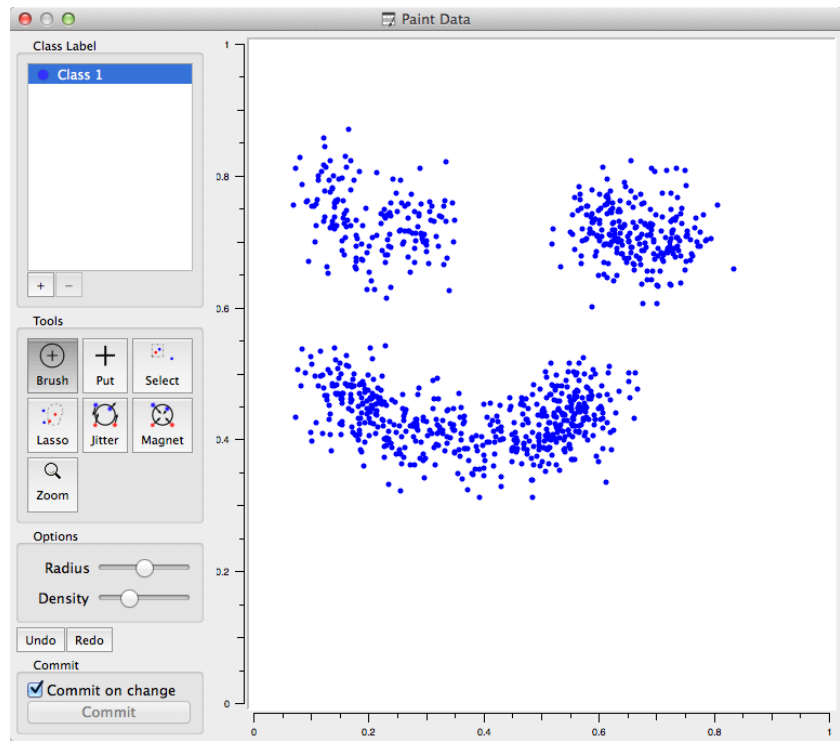 Paint Data
Class Label
Class 1
+ −
Tools
Brush Put Select
Lasso Jitter Magnet
Zoom
Options
Radius
Density
Undo Redo
Commit
Commit on change
Commit
1
0.8
0.6
0.4
0.2
0
0 0.2 0.4 0.6 0.8 1